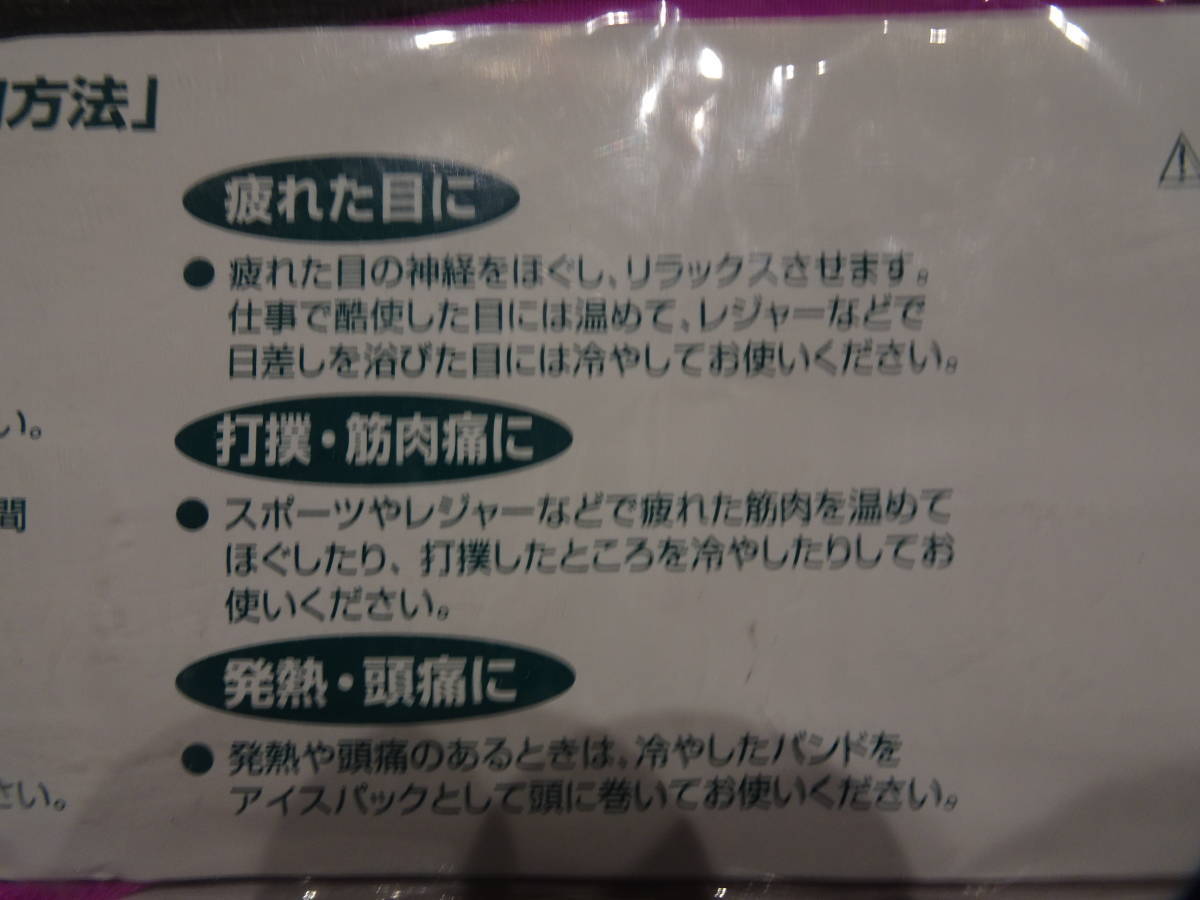 方法」
疲れた目に
● 疲れた目の神経をほぐし、リラックスさせます。
仕事で酷使した目には温めて、レジャーなどで
日差しを浴びた目には冷やしてお使いください。
い。
打撲・筋肉痛に
間
● スポーツやレジャーなどで疲れた筋肉を温めて
ほぐしたり、打撲したところを冷やしたりしてお
使いください。
発熱・頭痛に
● 発熱や頭痛のあるときは、冷やしたバンドを
アイスパックとして頭に巻いてお使いください。
さい。